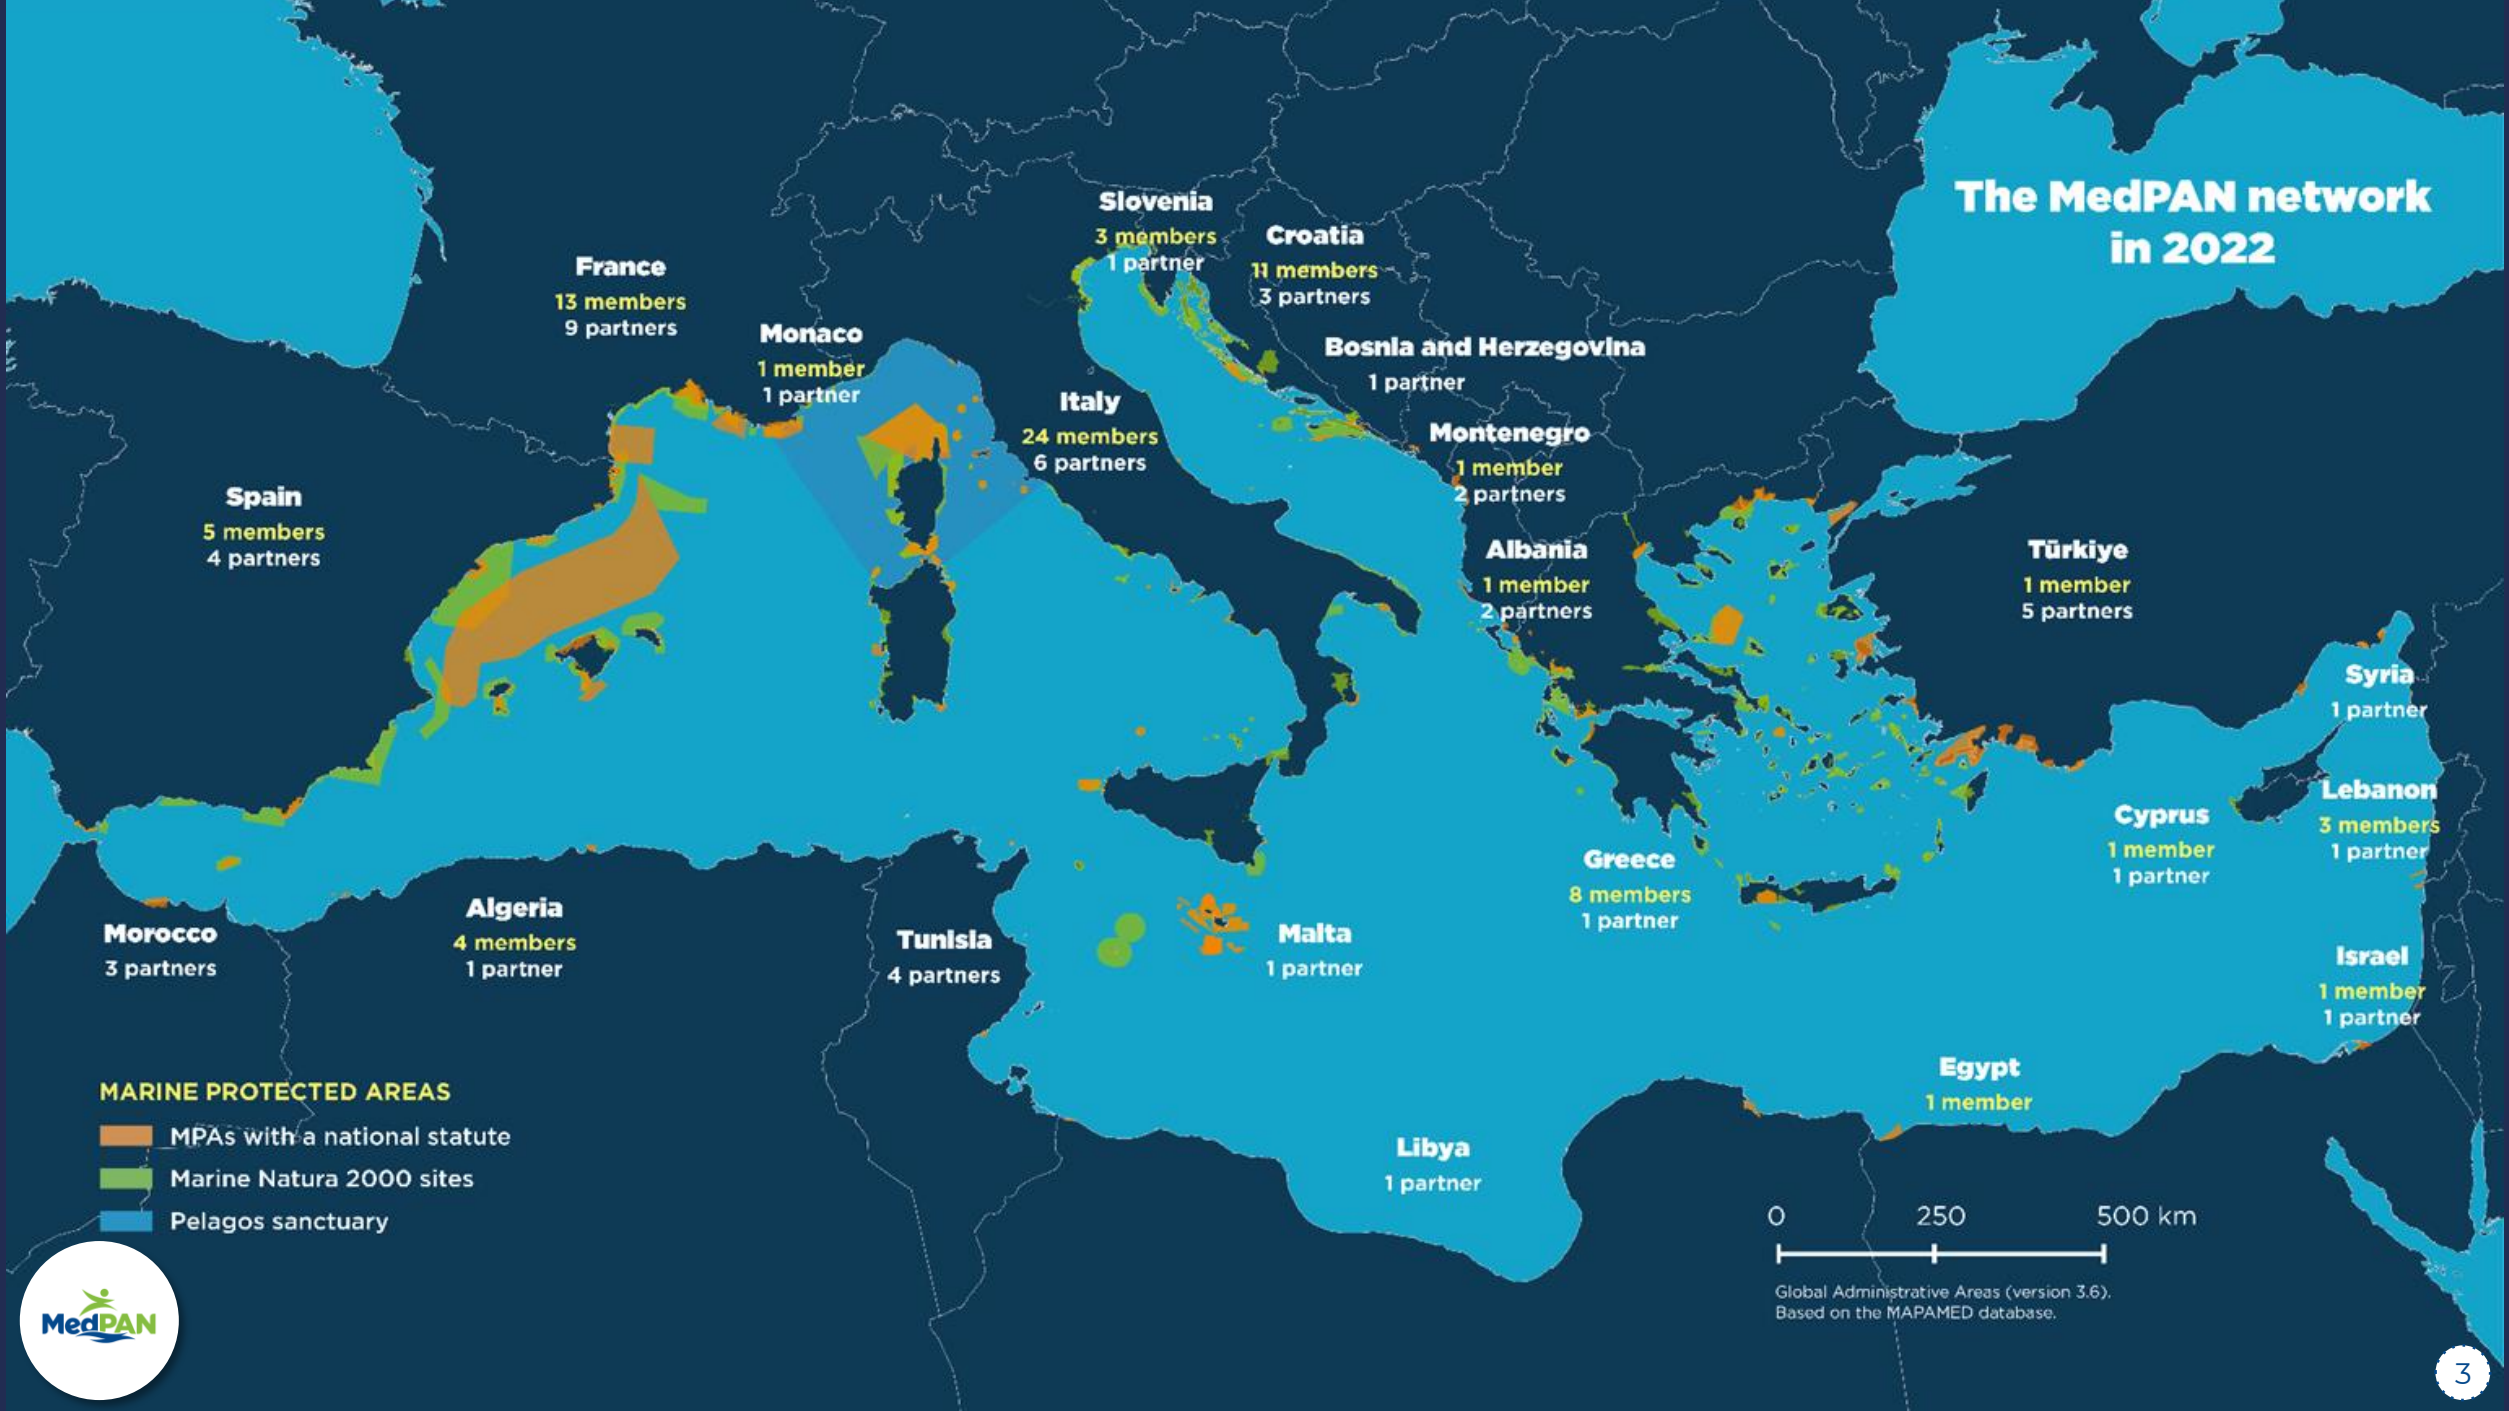 The MedPAN network
in 2022
Slovenia
3 members
1 partner
Croatia
11 members
3 partners
France
13 members
9 partners
Monaco
1 member
1 partner
Bosnia and Herzegovina
1 partner
Italy
24 members
6 partners
Montenegro
1 member
2 partners
Spain
5 members
4 partners
Albania
1 member
2 partners
Türkiye
1 member
5 partners
Syria
1 partner
Lebanon
3 members
1 partner
Cyprus
1 member
1 partner
Greece
8 members
1 partner
Morocco
3 partners
Algeria
4 members
1 partner
Tunisia
4 partners
Malta
1 partner
Israel
1 member
1 partner
Egypt
1 member
Libya
1 partner
MARINE PROTECTED AREAS
MPAs with a national statute
Marine Natura 2000 sites
Pelagos sanctuary
0 250 500 km
Global Administrative Areas (version 3.6).
Based on the MAPAMED database.
MedPAN
3